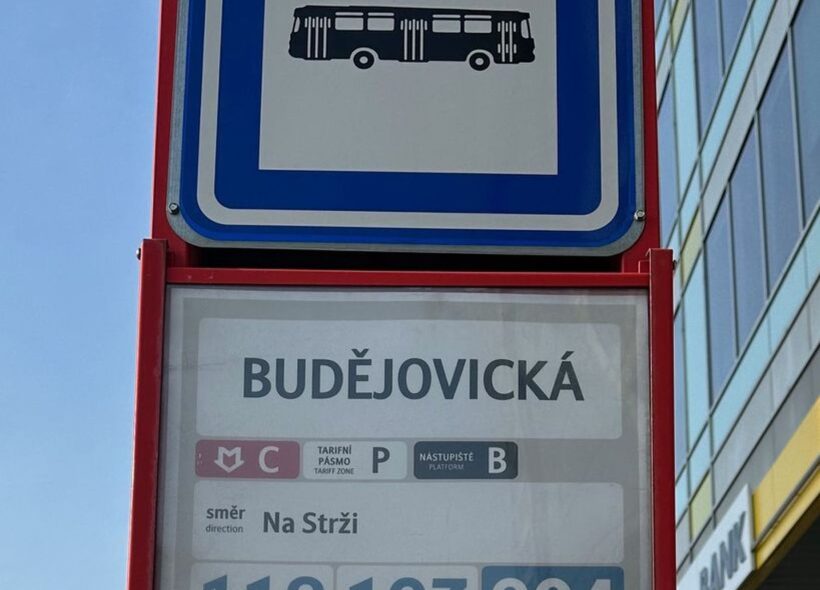 BUDĚJOVICKÁ
C
TARIFNÍ
PÁSMO
TARIFF ZONE
P
NÁSTUPIŠTĚ
PLATFORM
B
směr
direction
Na Strži
BANK